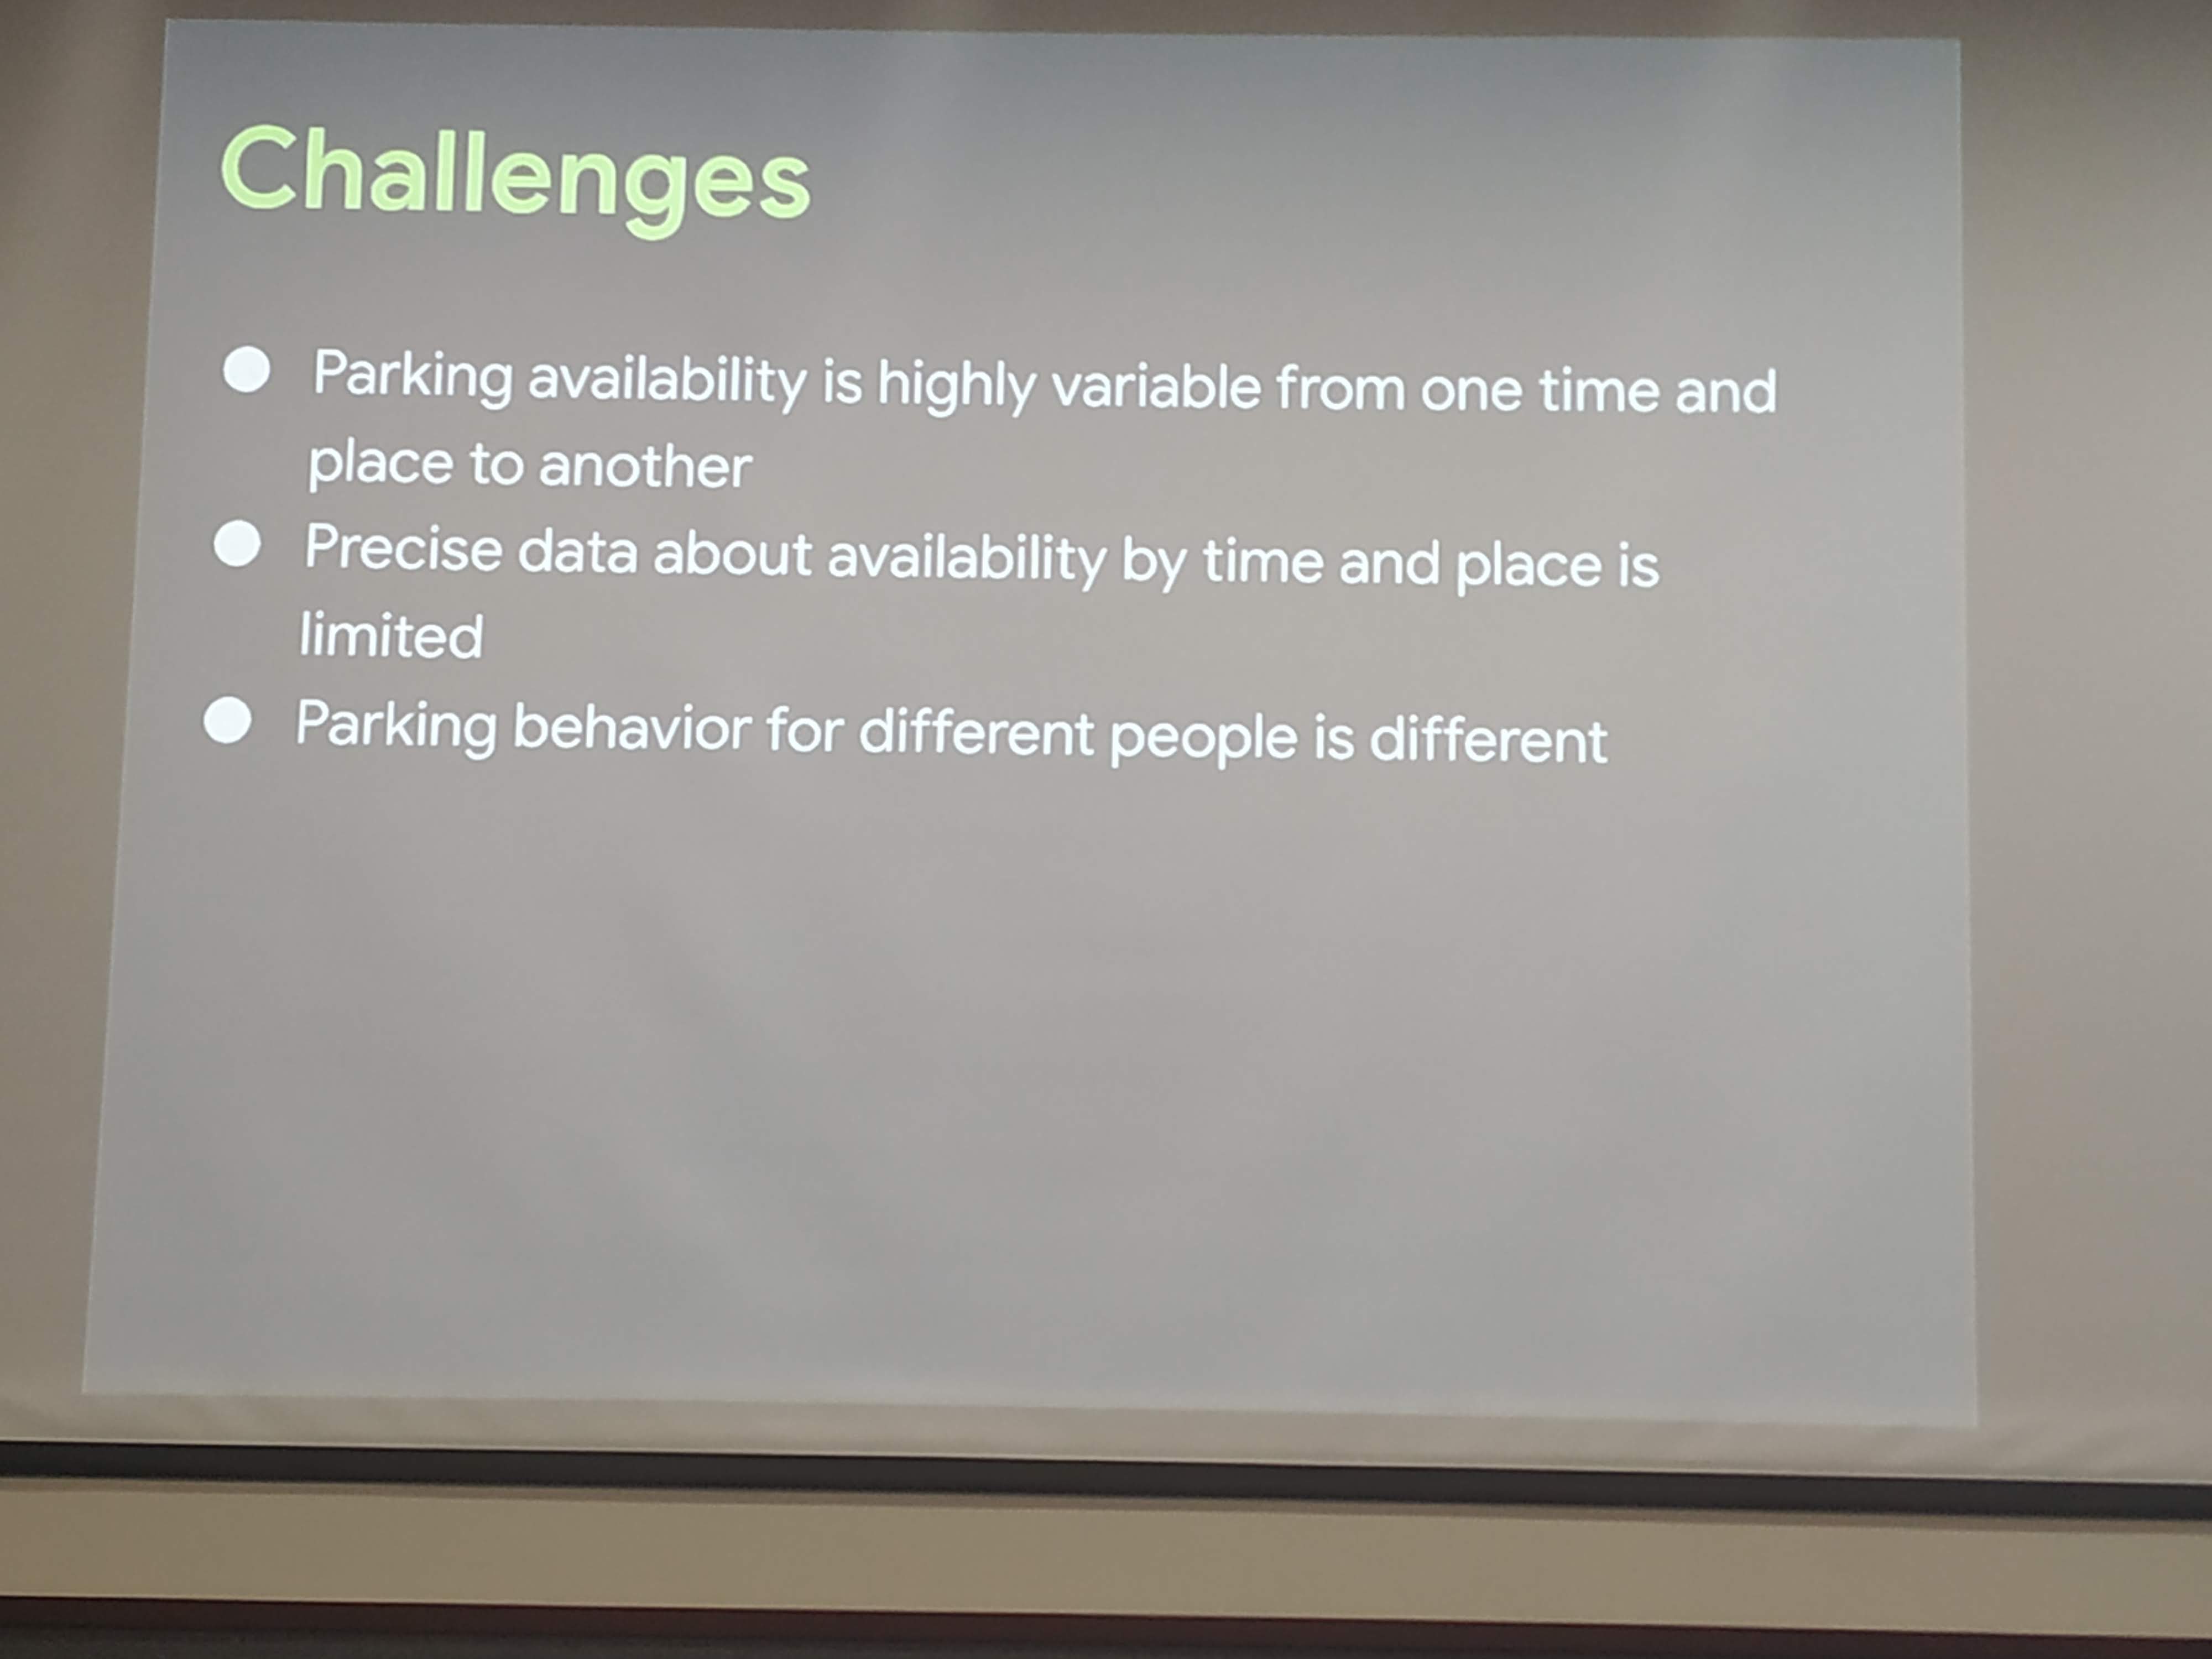 Challenges
● Parking availability is highly variable from one time and
place to another
● Precise data about availability by time and place is
limited
● Parking behavior for different people is different